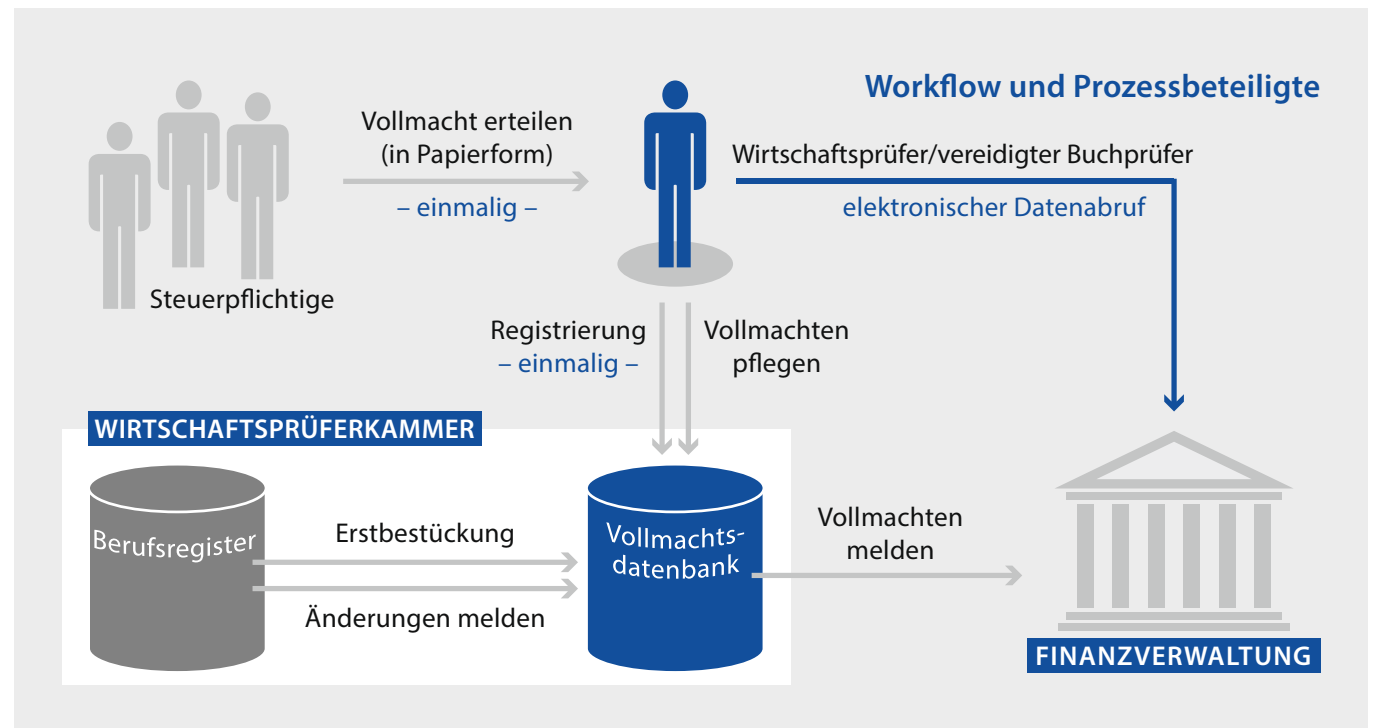 Workflow und Prozessbeteiligte
Vollmacht erteilen
(in Papierform)
– einmalig –
Steuerpflichtige
Wirtschaftsprüfer/vereidigter Buchprüfer
elektronischer Datenabruf
Registrierung
– einmalig –
Vollmachten
pflegen
WIRTSCHAFTSPRÜFERKAMMER
Berufsregister
Erstbestückung
Änderungen melden
Vollmachts-
datenbank
Vollmachten
melden
FINANZVERWALTUNG